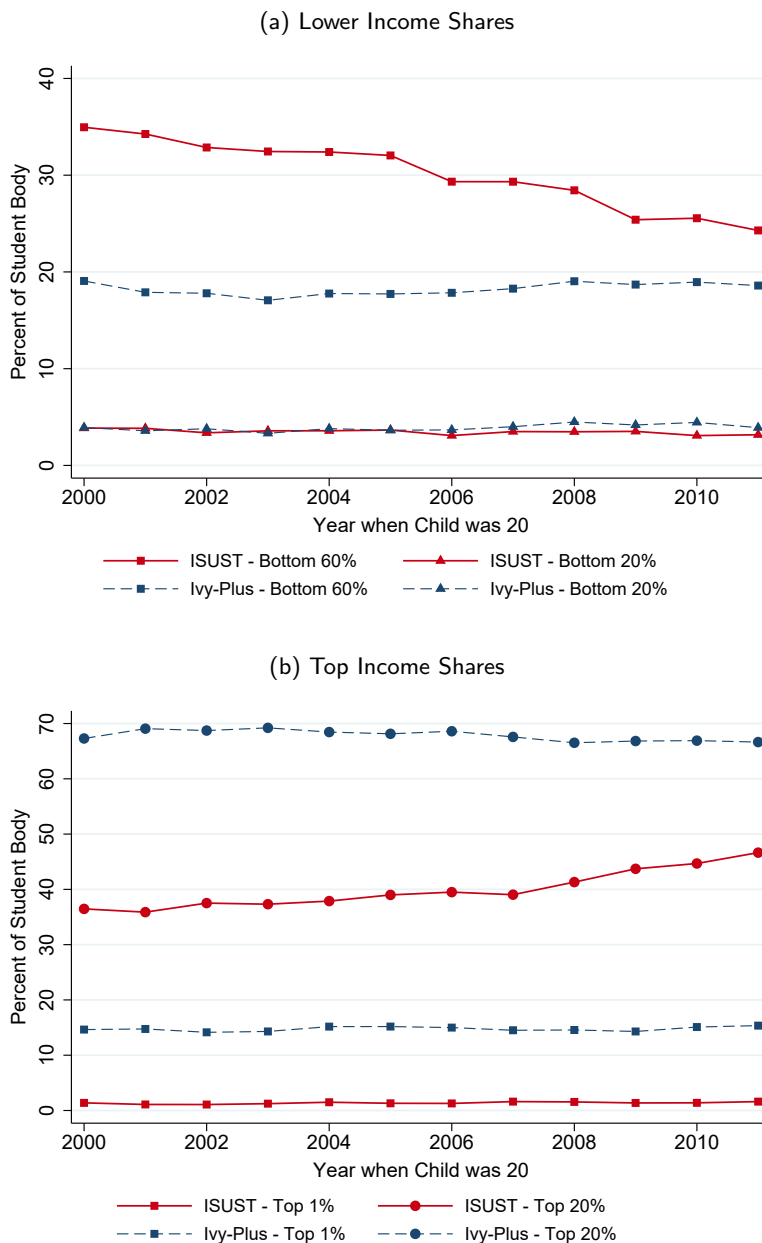 (a) Lower Income Shares
40
30
20
10
0
Percent of Student Body
2000 2002 2004 2006 2008 2010
Year when Child was 20
ISUST - Bottom 60% ISUST - Bottom 20%
Ivy-Plus - Bottom 60% Ivy-Plus - Bottom 20%
(b) Top Income Shares
70
60
50
40
30
20
10
0
Percent of Student Body
2000 2002 2004 2006 2008 2010
Year when Child was 20
ISUST - Top 1% ISUST - Top 20%
Ivy-Plus - Top 1% Ivy-Plus - Top 20%